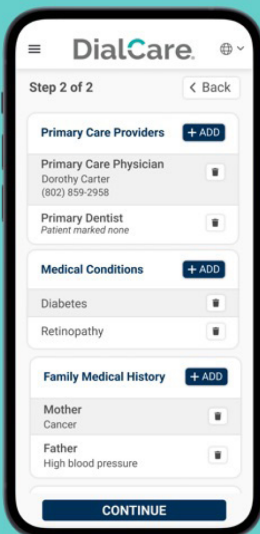 DialCare.
Step 2 of 2
< Back
Primary Care Providers
+ ADD
Primary Care Physician
Dorothy Carter
(802) 859-2958
Primary Dentist
Patient marked none
Medical Conditions
+ ADD
Diabetes
Retinopathy
Family Medical History
+ ADD
Mother
Cancer
Father
High blood pressure
CONTINUE